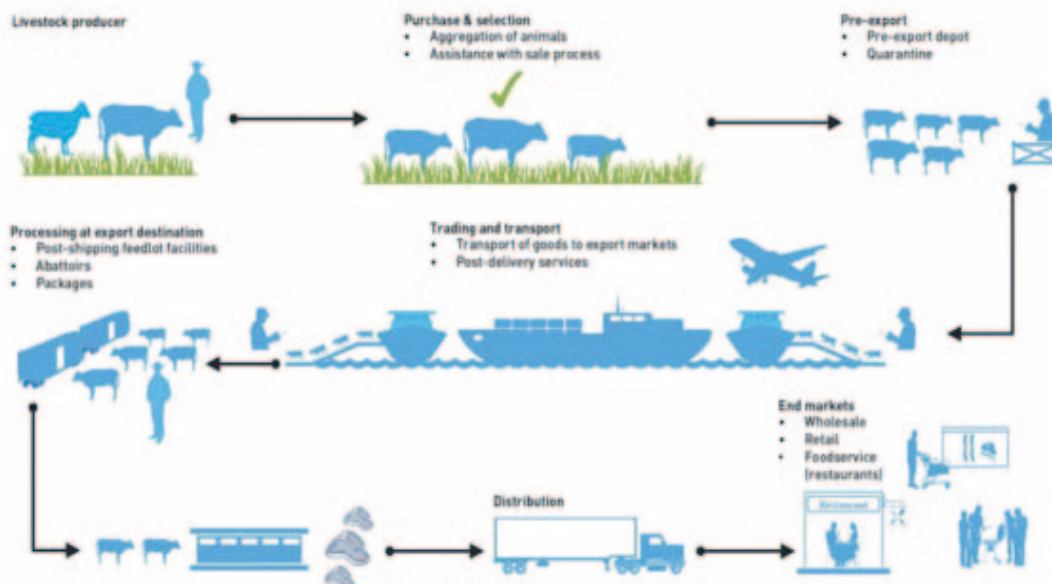 Livestock producer
Purchase & selection
• Aggregation of animals
• Assistance with sale process
Pre-export
• Pre-export depot
• Quarantine
Processing at export destination
• Post-shipping feedlot facilities
• Abattoirs
• Packages
Trading and transport
• Transport of goods to export markets
• Post-delivery services
End markets
• Wholesale
• Retail
• Foodservice
(restaurants)
Distribution
Restaurant